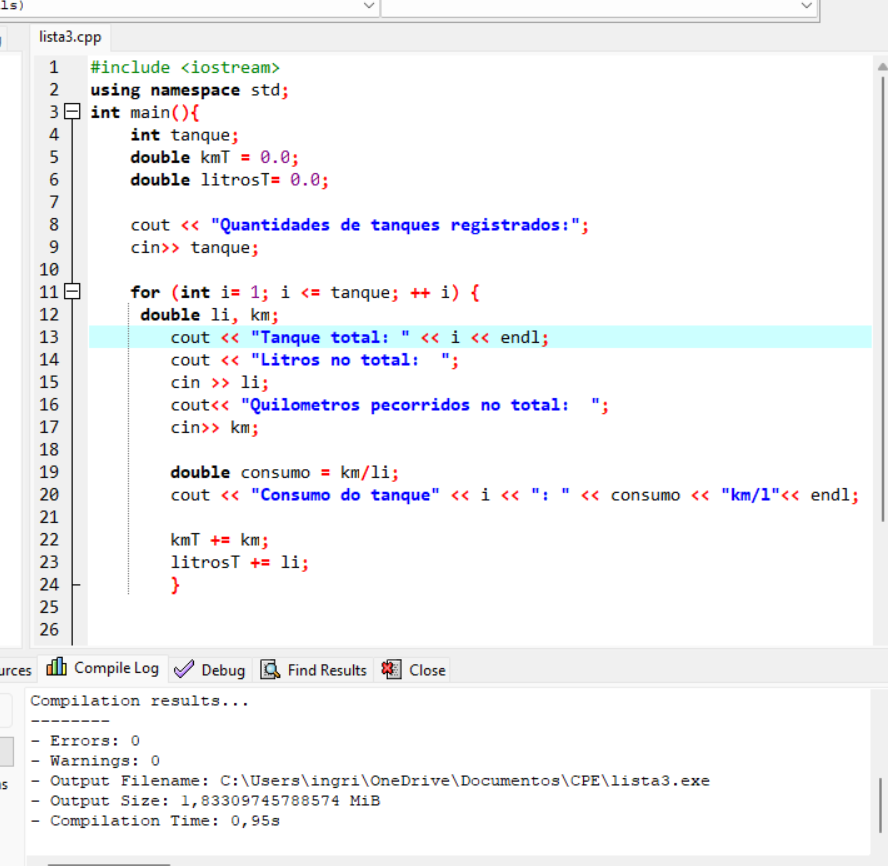 ls)
lista3.cpp
1 #include <iostream>
2 using namespace std;
3 int main(){
4 int tanque;
5 double kmT = 0.0;
6 double litrosT= 0.0;
7
8 cout << "Quantidades de tanques registrados:";
9 cin>> tanque;
10
11 for (int i= 1; i <= tanque; ++ i) {
12 double li, km;
13 cout << "Tanque total: " << i << endl;
14 cout << "Litros no total:  ";
15 cin >> li;
16 cout<< "Quilometros pecorridos no total:  ";
17 cin>> km;
18
19 double consumo = km/li;
20 cout << "Consumo do tanque" << i << ": " << consumo << "km/l"<< endl;
21
22 kmT += km;
23 litrosT += li;
24 }
25
26
urces Compile Log Debug Find Results Close
Compilation results...
--------
- Errors: 0
- Warnings: 0
- Output Filename: C:\Users\ingri\OneDrive\Documentos\CPE\lista3.exe
- Output Size: 1,83309745788574 MiB
- Compilation Time: 0,95s